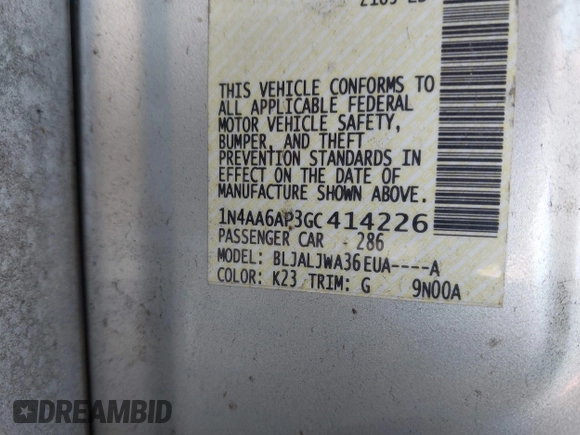 THIS VEHICLE CONFORMS TO
ALL APPLICABLE FEDERAL
MOTOR VEHICLE SAFETY,
BUMPER, AND THEFT
PREVENTION STANDARDS IN
EFFECT ON THE DATE OF
MANUFACTURE SHOWN ABOVE.
1N4AA6AP3GC414226
PASSENGER CAR - 286
MODEL: BLJALJWA36EUA----A
COLOR: K23 TRIM: G 9N00A
DREAMBID